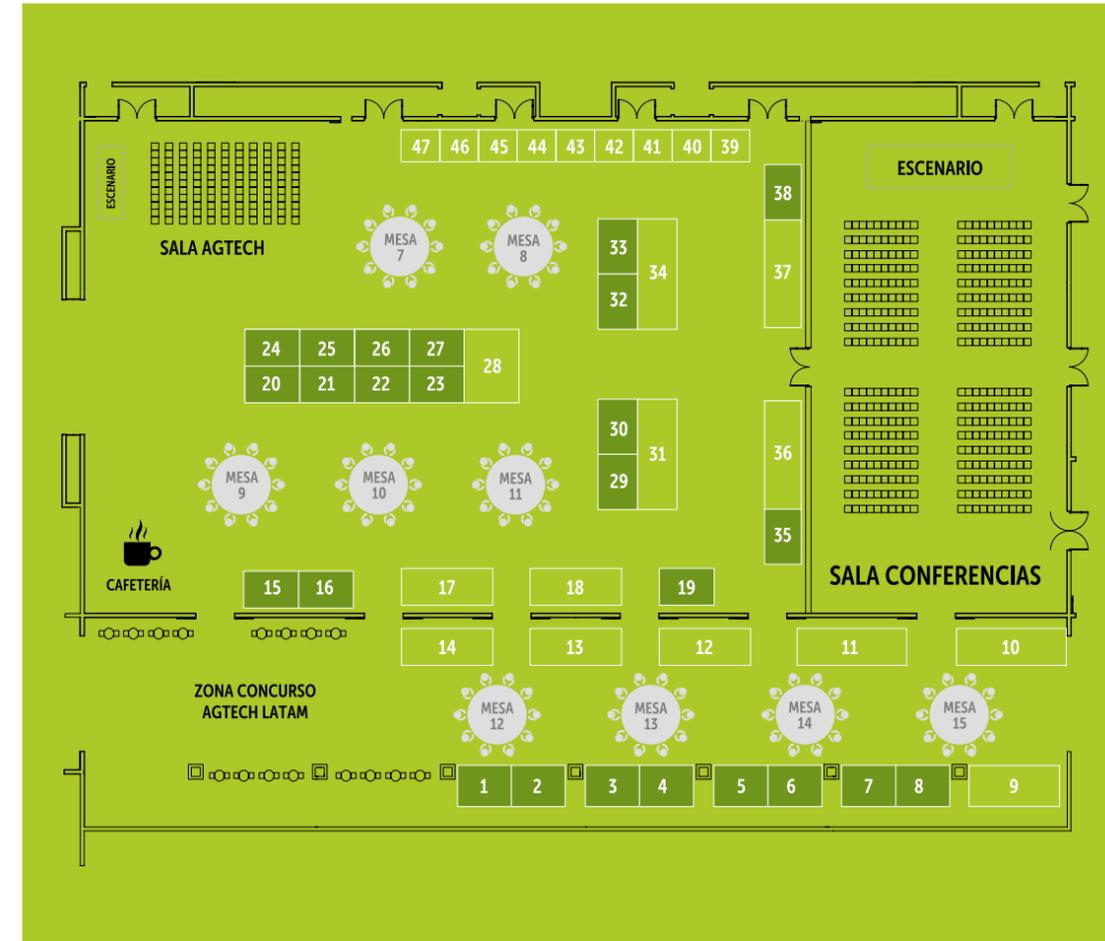 47 46 45 44 43 42 41 40 39
ESCENARIO
ESCENARIO
38
SALA AGTECH
MESA
7
MESA
8
33
34
32
37
24 25 26 27
28
20 21 22 23
30
31
29
36
35
MESA
9
MESA
10
MESA
11
CAFETERÍA
15 16 17 18 19
SALA CONFERENCIAS
14 13 12 11 10
ZONA CONCURSO
AGTECH LATAM
MESA
12
MESA
13
MESA
14
MESA
15
1 2 3 4 5 6 7 8 9